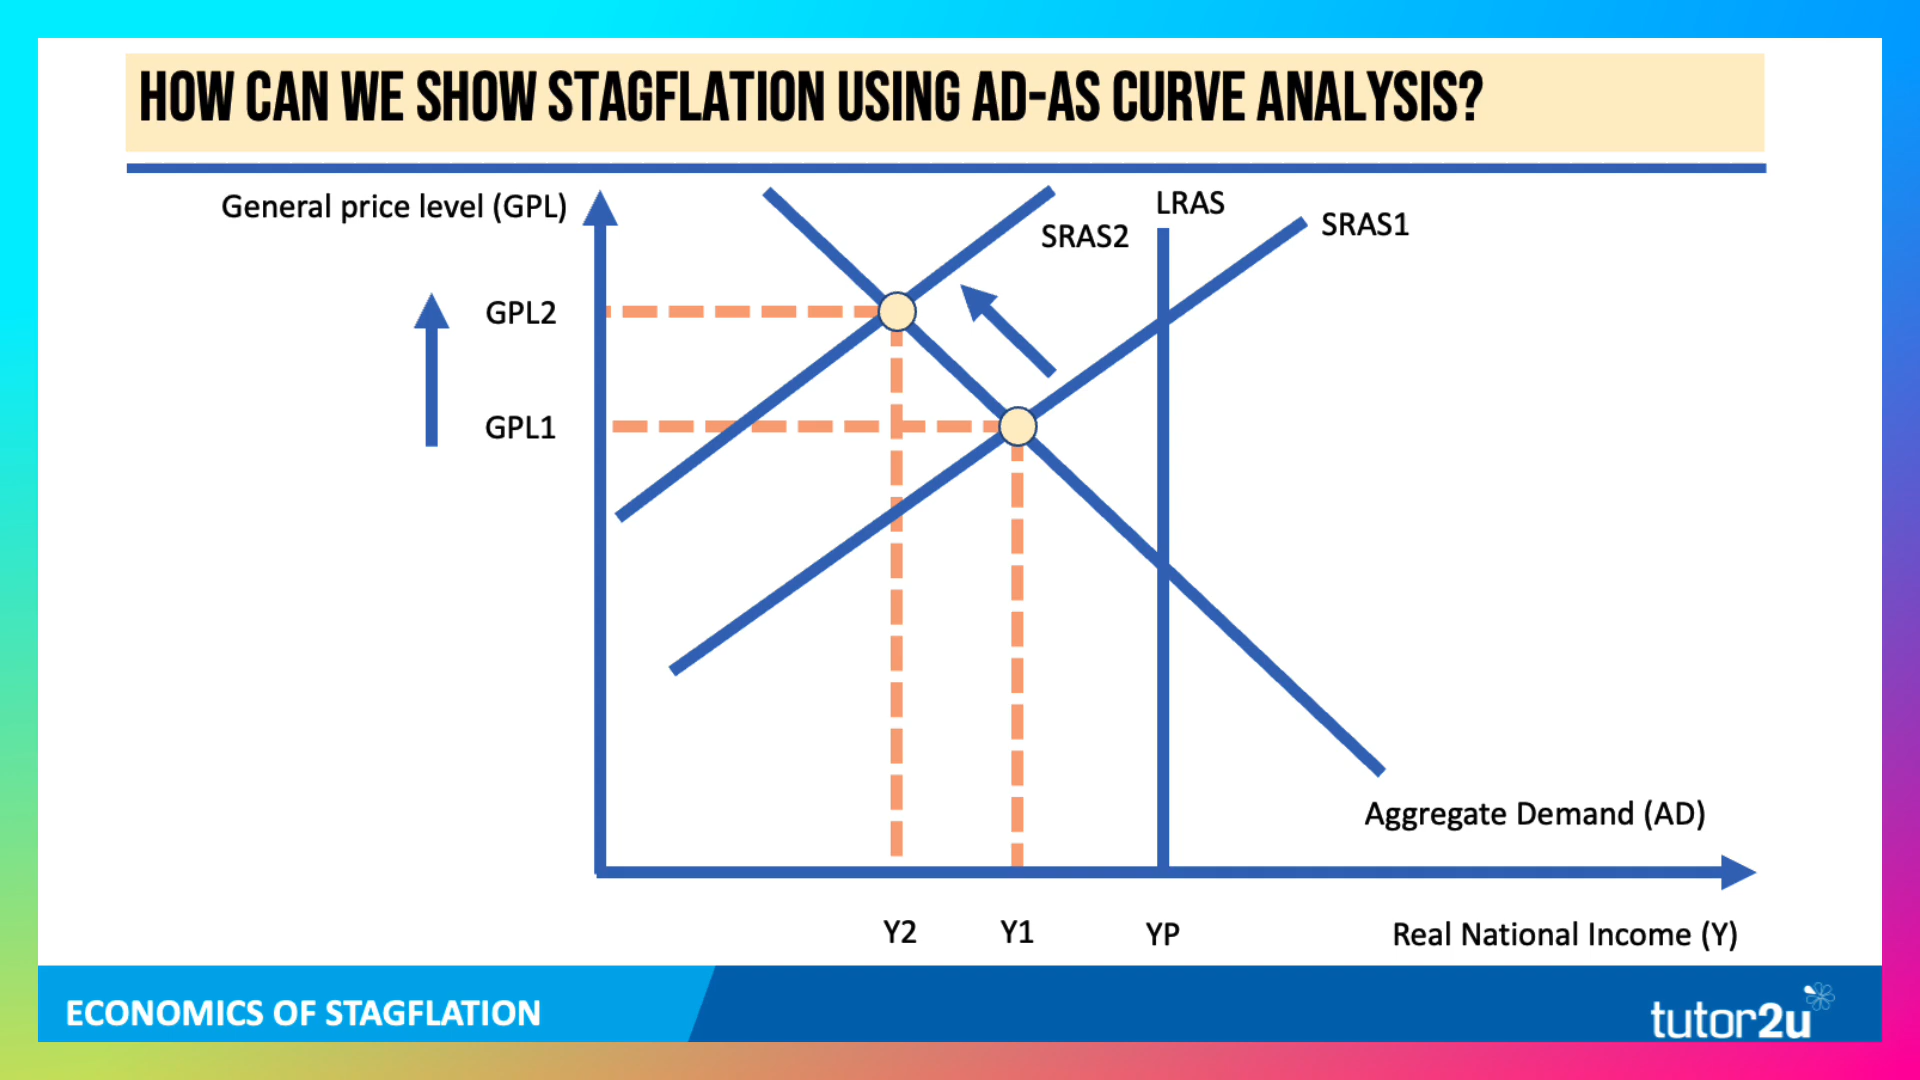 HOW CAN WE SHOW STAGFLATION USING AD-AS CURVE ANALYSIS?
General price level (GPL)
LRAS
SRAS1
SRAS2
GPL2
GPL1
Aggregate Demand (AD)
Y2
Y1
YP
Real National Income (Y)
ECONOMICS OF STAGFLATION
tutor2u